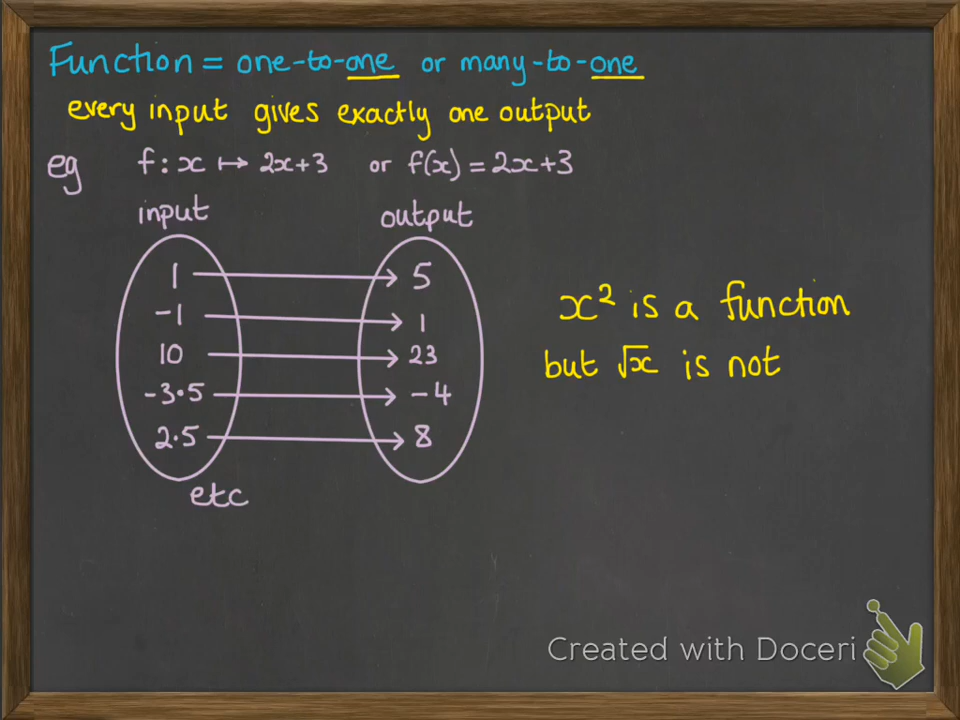 Function = one-to-one or many-to-one
every input gives exactly one output
eg f : x ↦ 2x+3 or f(x) = 2x+3
input output
1 → 5
-1 → 1
10 → 23
-3·5 → -4
2·5 → 8
etc
x² is a function
but √x is not
Created with Doceri